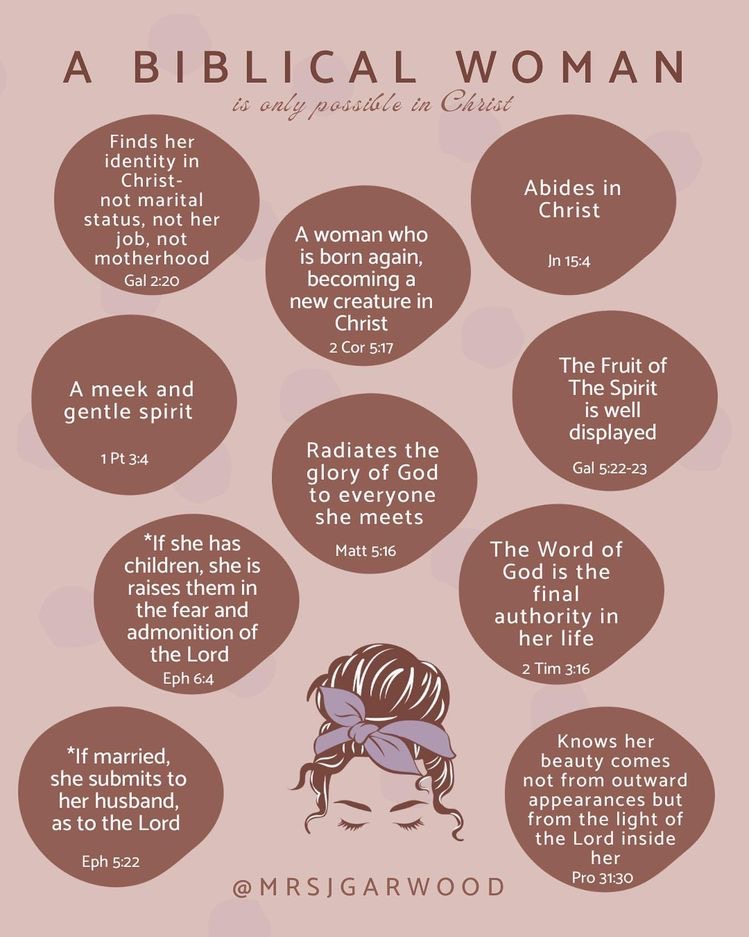 A BIBLICAL WOMAN
is only possible in Christ
Finds her
identity in
Christ-
not marital
status, not her
job, not
motherhood
Gal 2:20
A woman who
is born again,
becoming a
new creature in
Christ
2 Cor 5:17
Abides in
Christ
Jn 15:4
A meek and
gentle spirit
1 Pt 3:4
Radiates the
glory of God
to everyone
she meets
Matt 5:16
The Fruit of
The Spirit
is well
displayed
Gal 5:22-23
*If she has
children, she is
raises them in
the fear and
admonition of
the Lord
Eph 6:4
The Word of
God is the
final
authority in
her life
2 Tim 3:16
*If married,
she submits to
her husband,
as to the Lord
Eph 5:22
Knows her
beauty comes
not from outward
appearances but
from the light of
the Lord inside
her
Pro 31:30
@MRSJGARWOOD